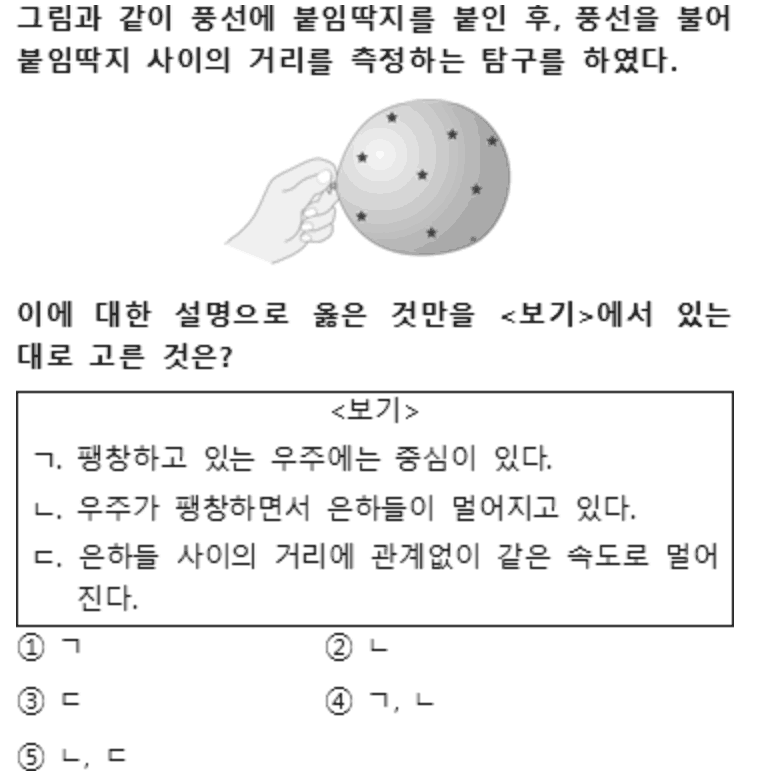 그림과 같이 풍선에 붙임딱지를 붙인 후, 풍선을 불어
붙임딱지 사이의 거리를 측정하는 탐구를 하였다.
이에 대한 설명으로 옳은 것만을 <보기>에서 있는
대로 고른 것은?
<보기>
ㄱ. 팽창하고 있는 우주에는 중심이 있다.
ㄴ. 우주가 팽창하면서 은하들이 멀어지고 있다.
ㄷ. 은하들 사이의 거리에 관계없이 같은 속도로 멀어
진다.
① ㄱ ② ㄴ
③ ㄷ ④ ㄱ, ㄴ
⑤ ㄴ, ㄷ